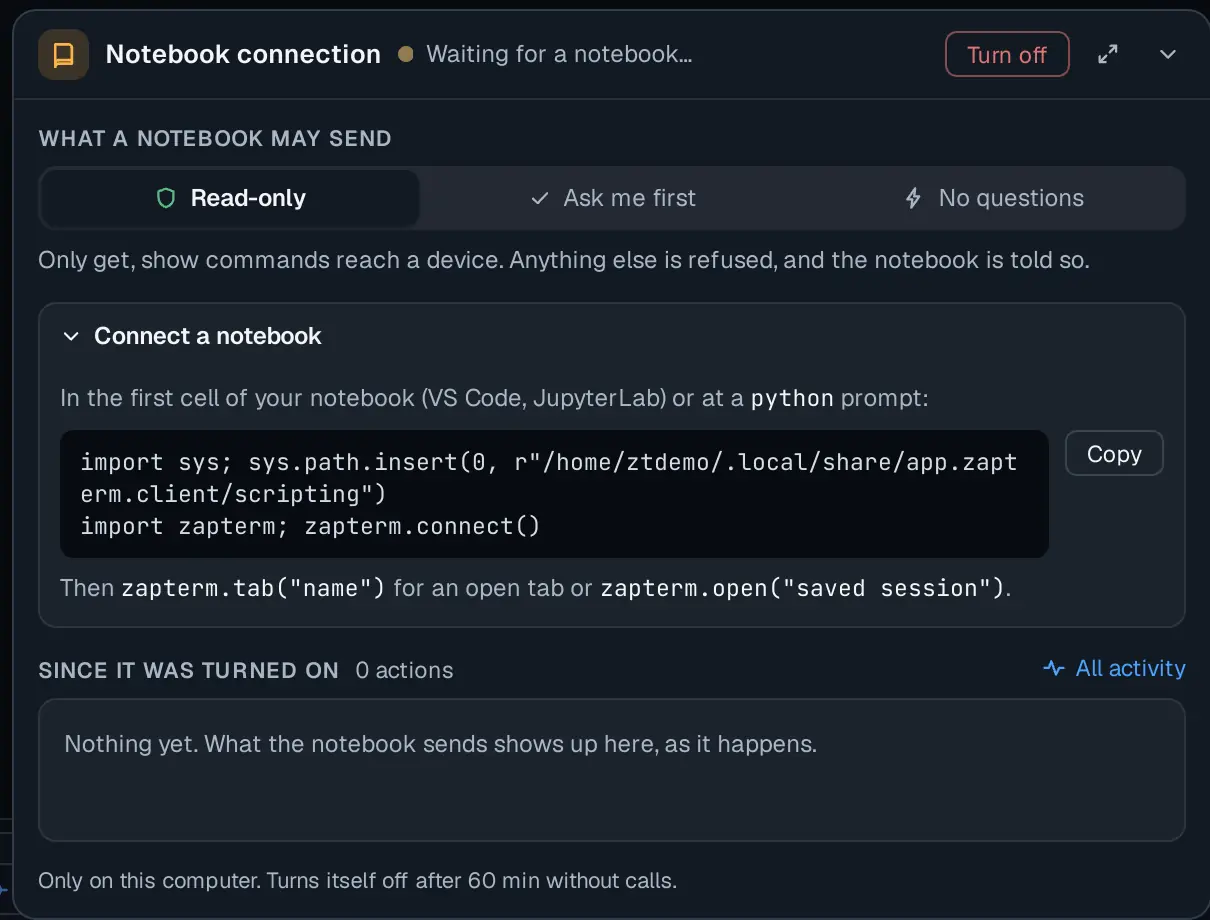 Notebook connection Waiting for a notebook... Turn off
WHAT A NOTEBOOK MAY SEND
Read-only Ask me first No questions
Only get, show commands reach a device. Anything else is refused, and the notebook is told so.
Connect a notebook
In the first cell of your notebook (VS Code, JupyterLab) or at a python prompt:
import sys; sys.path.insert(0, r"/home/ztdemo/.local/share/app.zapt
erm.client/scripting")
import zapterm; zapterm.connect()
Copy
Then zapterm.tab("name") for an open tab or zapterm.open("saved session").
SINCE IT WAS TURNED ON 0 actions All activity
Nothing yet. What the notebook sends shows up here, as it happens.
Only on this computer. Turns itself off after 60 min without calls.